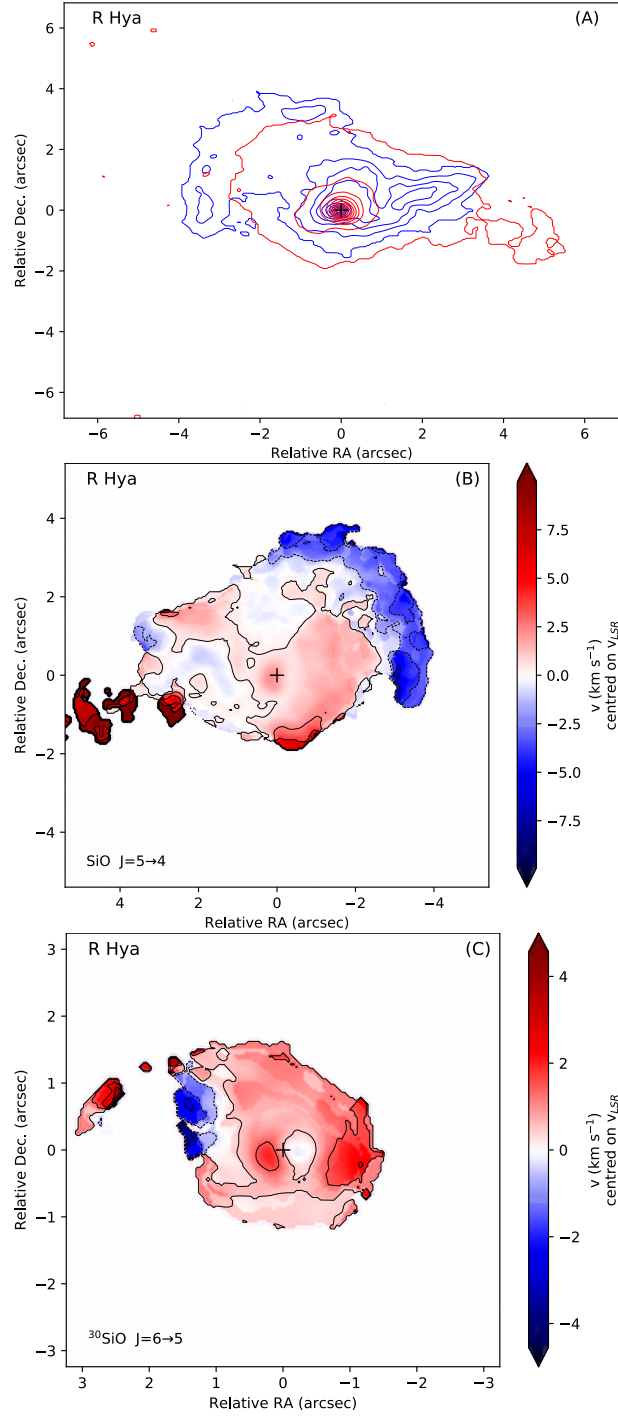 R Hya
(A)
6
4
2
0
−2
−4
−6
Relative Dec. (arcsec)
−6 −4 −2 0 2 4 6
Relative RA (arcsec)
R Hya
(B)
4
2
0
−2
−4
Relative Dec. (arcsec)
SiO J=5→4
4 2 0 −2 −4
Relative RA (arcsec)
7.5
5.0
2.5
0.0
−2.5
−5.0
−7.5
v (km s⁻¹)
centred on v_LSR
R Hya
(C)
3
2
1
0
−1
−2
−3
Relative Dec. (arcsec)
³⁰SiO J=6→5
3 2 1 0 −1 −2 −3
Relative RA (arcsec)
4
2
0
−2
−4
v (km s⁻¹)
centred on v_LSR